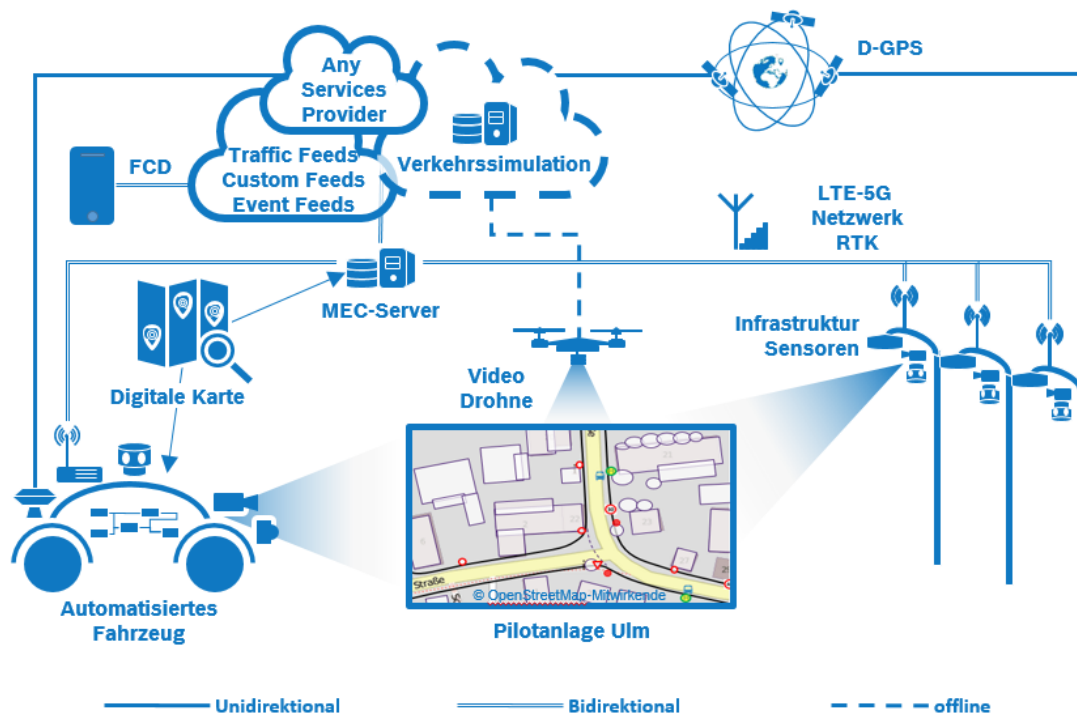 Any
Services
Provider
D-GPS
Verkehrssimulation
FCD
Traffic Feeds
Custom Feeds
Event Feeds
LTE-5G
Netzwerk
RTK
MEC-Server
Infrastruktur
Sensoren
Digitale Karte
Video
Drohne
Straße
© OpenStreetMap-Mitwirkende
Automatisiertes
Fahrzeug
Pilotanlage Ulm
Unidirektional
Bidirektional
offline